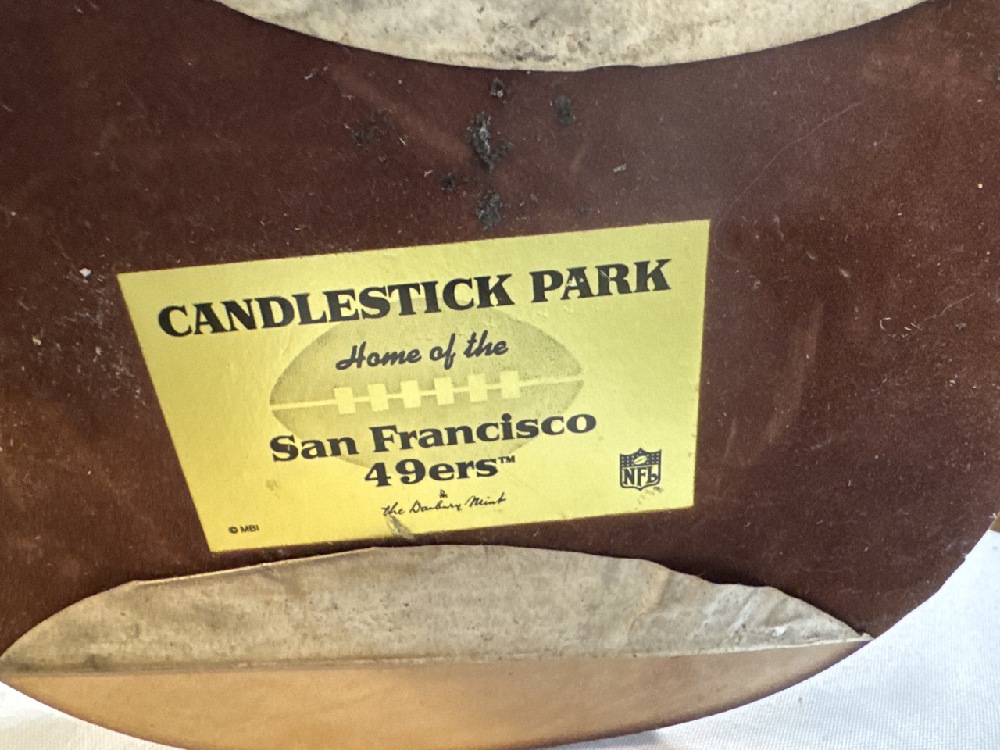 CANDLESTICK PARK
Home of the
San Francisco
49ers™
the Danbury Mint
© MBI
NFL